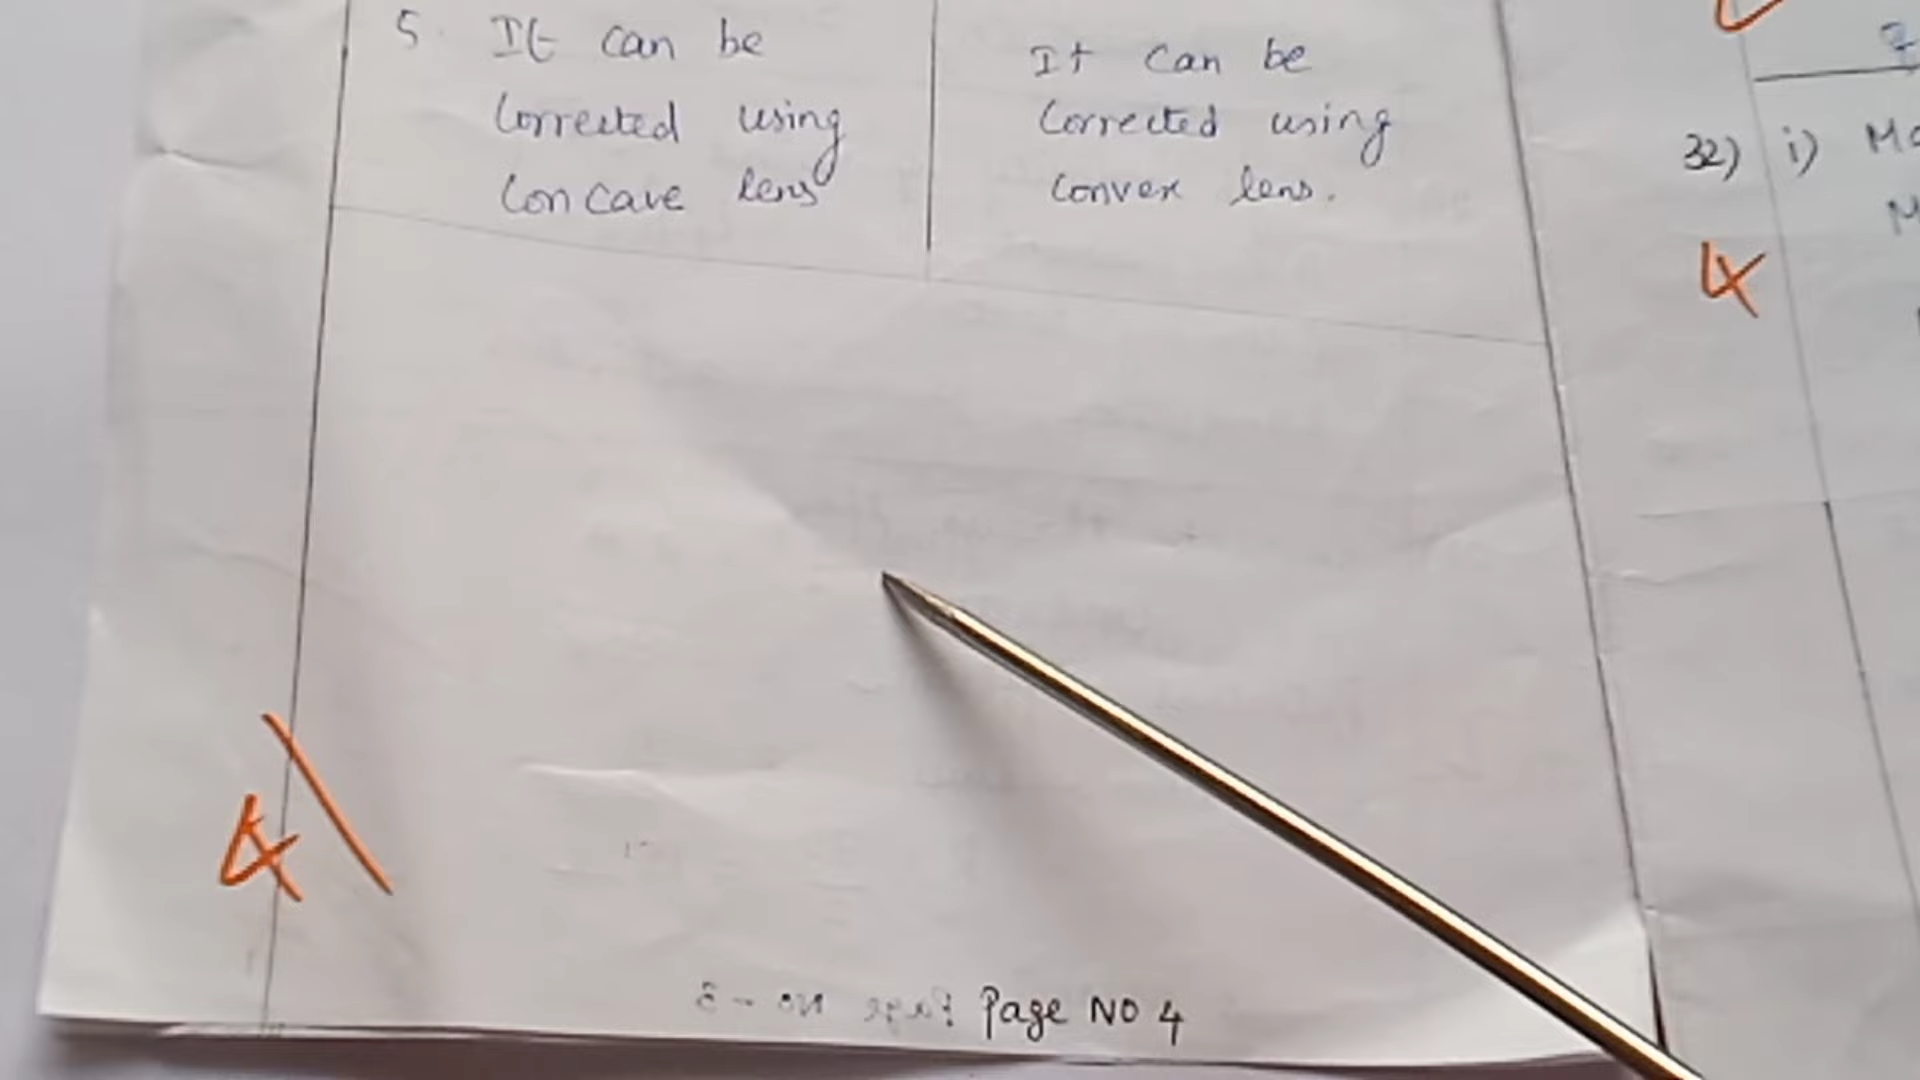 5. It can be
corrected using
concave lens
It can be
corrected using
convex lens.
4
Page NO 4
32) i)
4